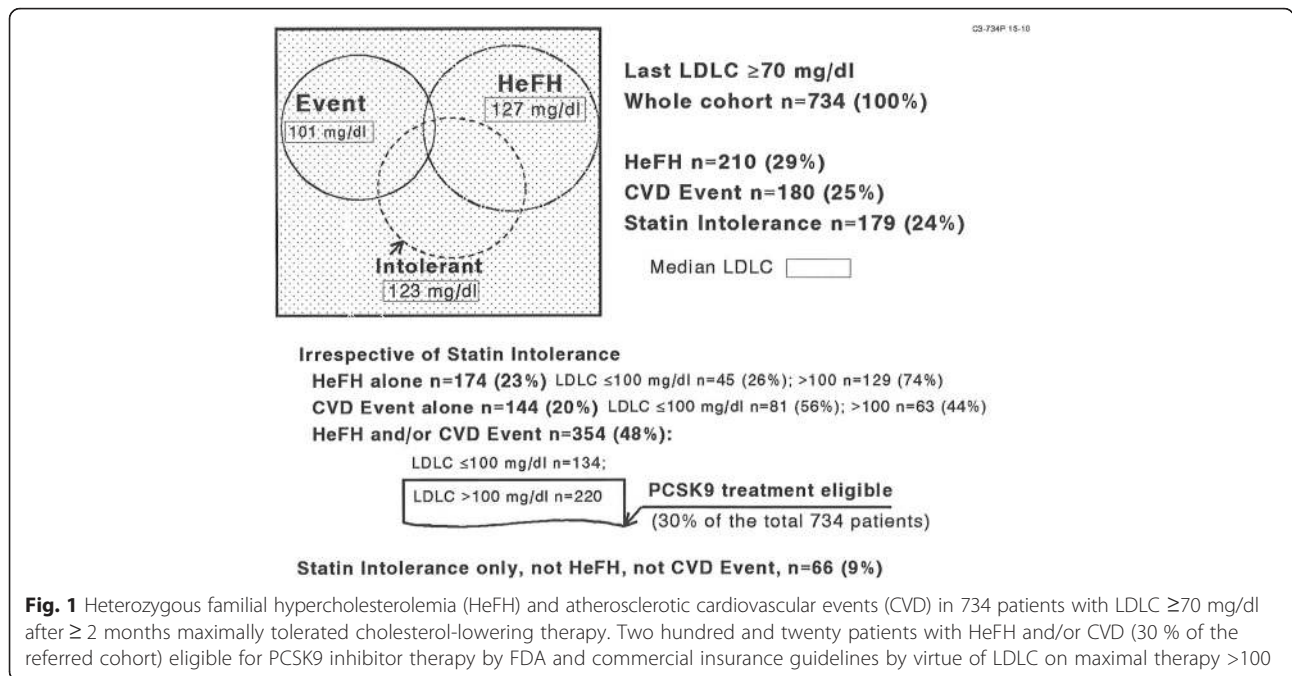 C3-734P 15-10
Event
101 mg/dl
HeFH
127 mg/dl
Intolerant
123 mg/dl
Last LDLC ≥70 mg/dl
Whole cohort n=734 (100%)
HeFH n=210 (29%)
CVD Event n=180 (25%)
Statin Intolerance n=179 (24%)
Median LDLC
Irrespective of Statin Intolerance
HeFH alone n=174 (23%) LDLC ≤100 mg/dl n=45 (26%); >100 n=129 (74%)
CVD Event alone n=144 (20%) LDLC ≤100 mg/dl n=81 (56%); >100 n=63 (44%)
HeFH and/or CVD Event n=354 (48%):
LDLC ≤100 mg/dl n=134;
LDLC >100 mg/dl n=220
PCSK9 treatment eligible
(30% of the total 734 patients)
Statin Intolerance only, not HeFH, not CVD Event, n=66 (9%)
Fig. 1 Heterozygous familial hypercholesterolemia (HeFH) and atherosclerotic cardiovascular events (CVD) in 734 patients with LDLC ≥70 mg/dl
after ≥ 2 months maximally tolerated cholesterol-lowering therapy. Two hundred and twenty patients with HeFH and/or CVD (30 % of the
referred cohort) eligible for PCSK9 inhibitor therapy by FDA and commercial insurance guidelines by virtue of LDLC on maximal therapy >100